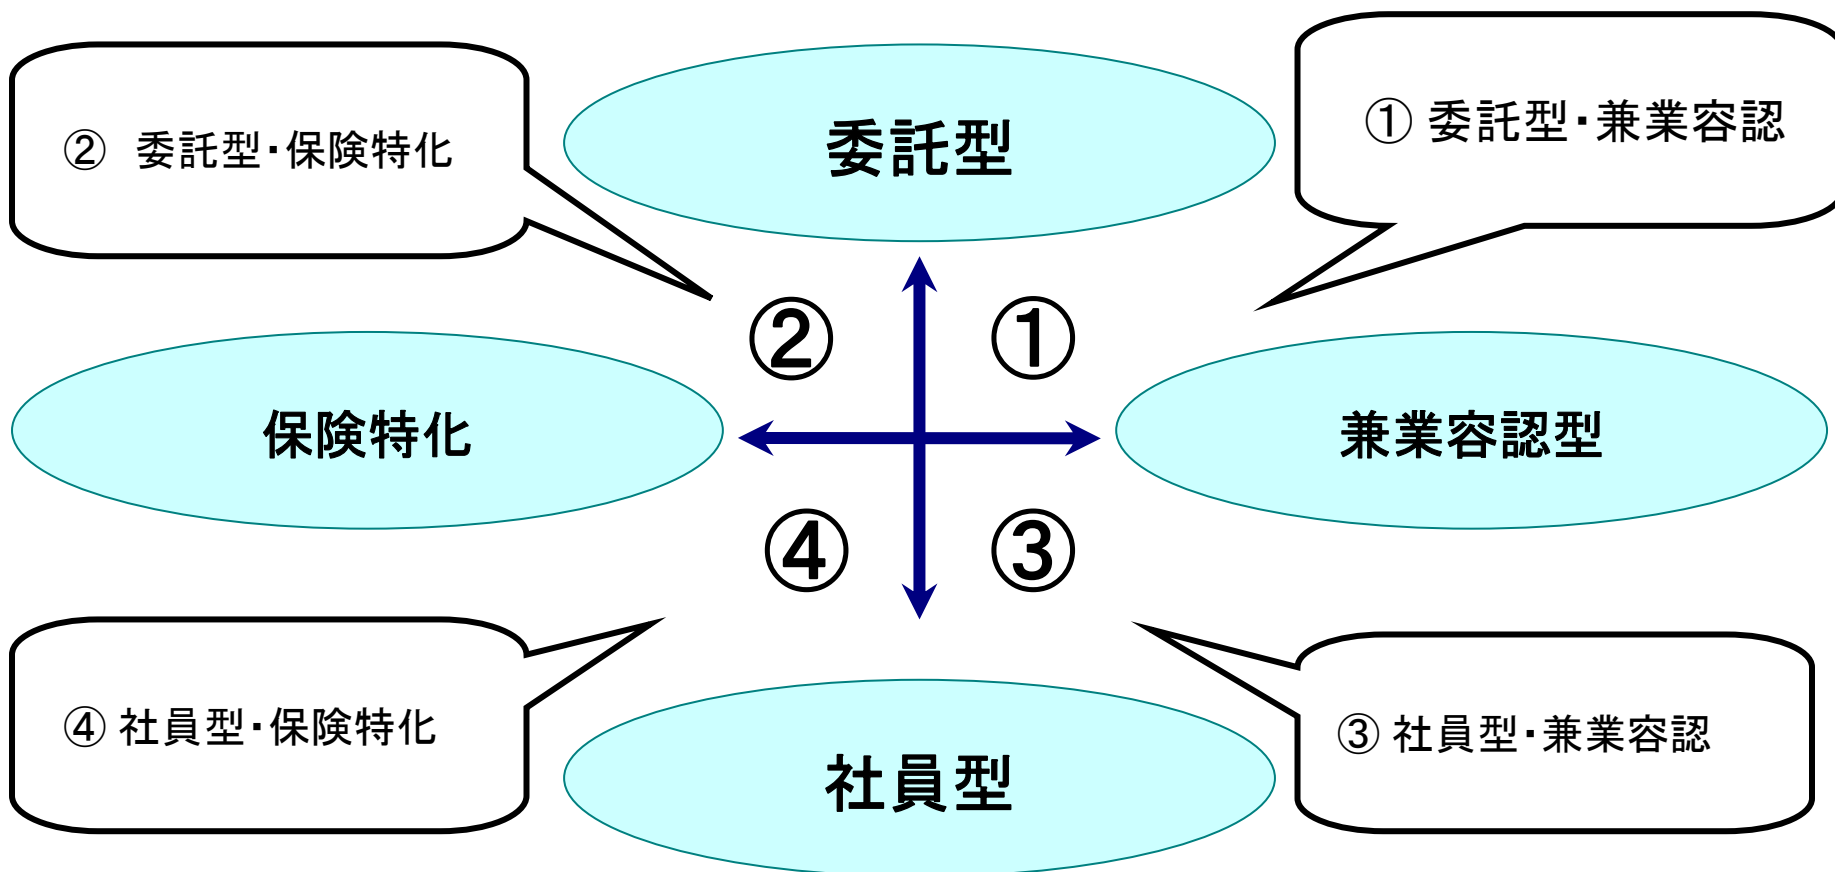 ② 委託型・保険特化
委託型
① 委託型・兼業容認
②
①
保険特化
兼業容認型
④
③
④ 社員型・保険特化
社員型
③ 社員型・兼業容認